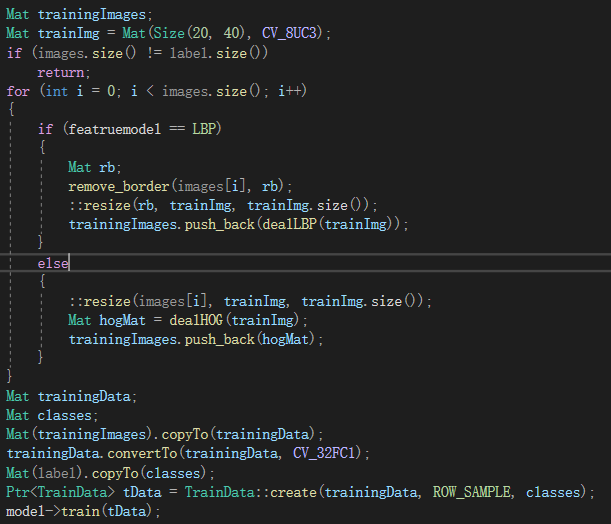 Mat trainingImages;
Mat trainImg = Mat(Size(20, 40), CV_8UC3);
if (images.size() != label.size())
return;
for (int i = 0; i < images.size(); i++)
{
if (featruemodel == LBP)
{
Mat rb;
remove_border(images[i], rb);
::resize(rb, trainImg, trainImg.size());
trainingImages.push_back(dealLBP(trainImg));
}
else
{
::resize(images[i], trainImg, trainImg.size());
Mat hogMat = dealHOG(trainImg);
trainingImages.push_back(hogMat);
}
}
Mat trainingData;
Mat classes;
Mat(trainingImages).copyTo(trainingData);
trainingData.convertTo(trainingData, CV_32FC1);
Mat(label).copyTo(classes);
Ptr<TrainData> tData = TrainData::create(trainingData, ROW_SAMPLE, classes);
model->train(tData);